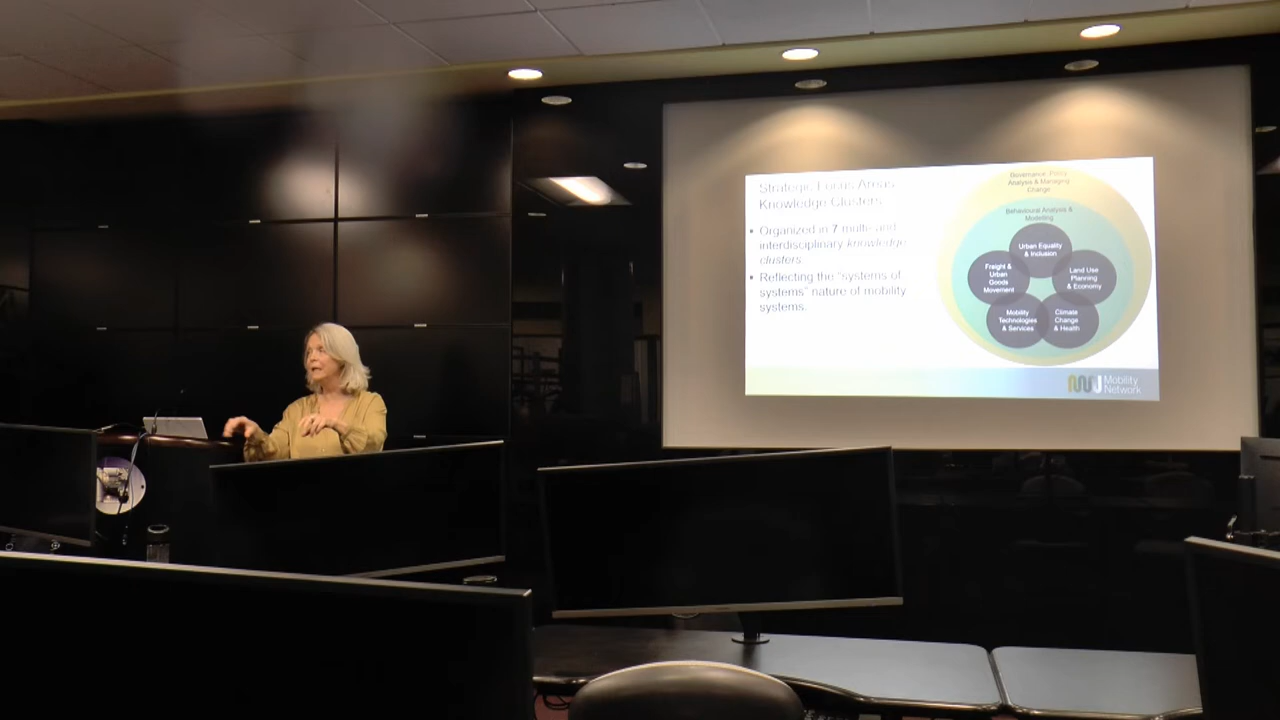 Strategic Focus Areas
Knowledge Clusters
• Organized in 7 multi- and
interdisciplinary knowledge
clusters.
• Reflecting the "systems of
systems" nature of mobility
systems.
Governance, Policy
Analysis & Managing
Change
Behavioural Analysis &
Modelling
Urban Equality
& Inclusion
Freight &
Urban
Goods
Movement
Land Use
Planning
& Economy
Mobility
Technologies
& Services
Climate
Change
& Health
Mobility
Network